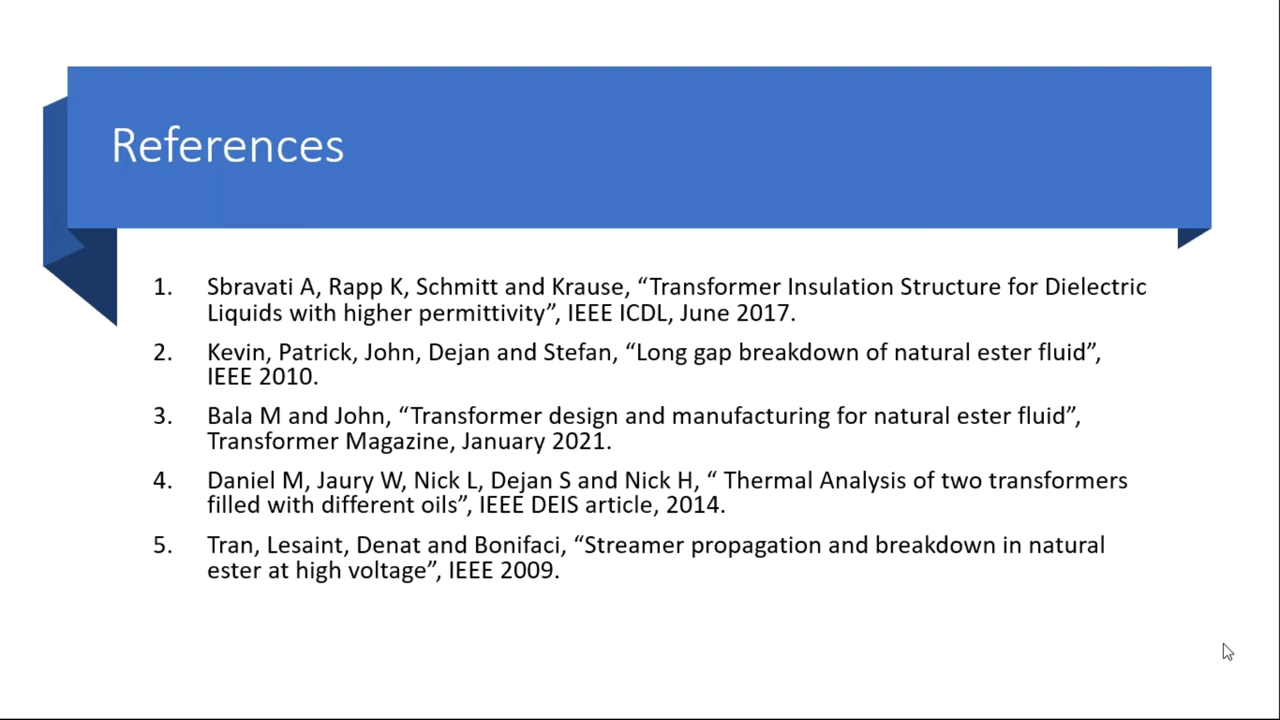 References
1. Sbravati A, Rapp K, Schmitt and Krause, “Transformer Insulation Structure for Dielectric
Liquids with higher permittivity”, IEEE ICDL, June 2017.
2. Kevin, Patrick, John, Dejan and Stefan, “Long gap breakdown of natural ester fluid”,
IEEE 2010.
3. Bala M and John, “Transformer design and manufacturing for natural ester fluid”,
Transformer Magazine, January 2021.
4. Daniel M, Jaury W, Nick L, Dejan S and Nick H, “ Thermal Analysis of two transformers
filled with different oils”, IEEE DEIS article, 2014.
5. Tran, Lesaint, Denat and Bonifaci, “Streamer propagation and breakdown in natural
ester at high voltage”, IEEE 2009.